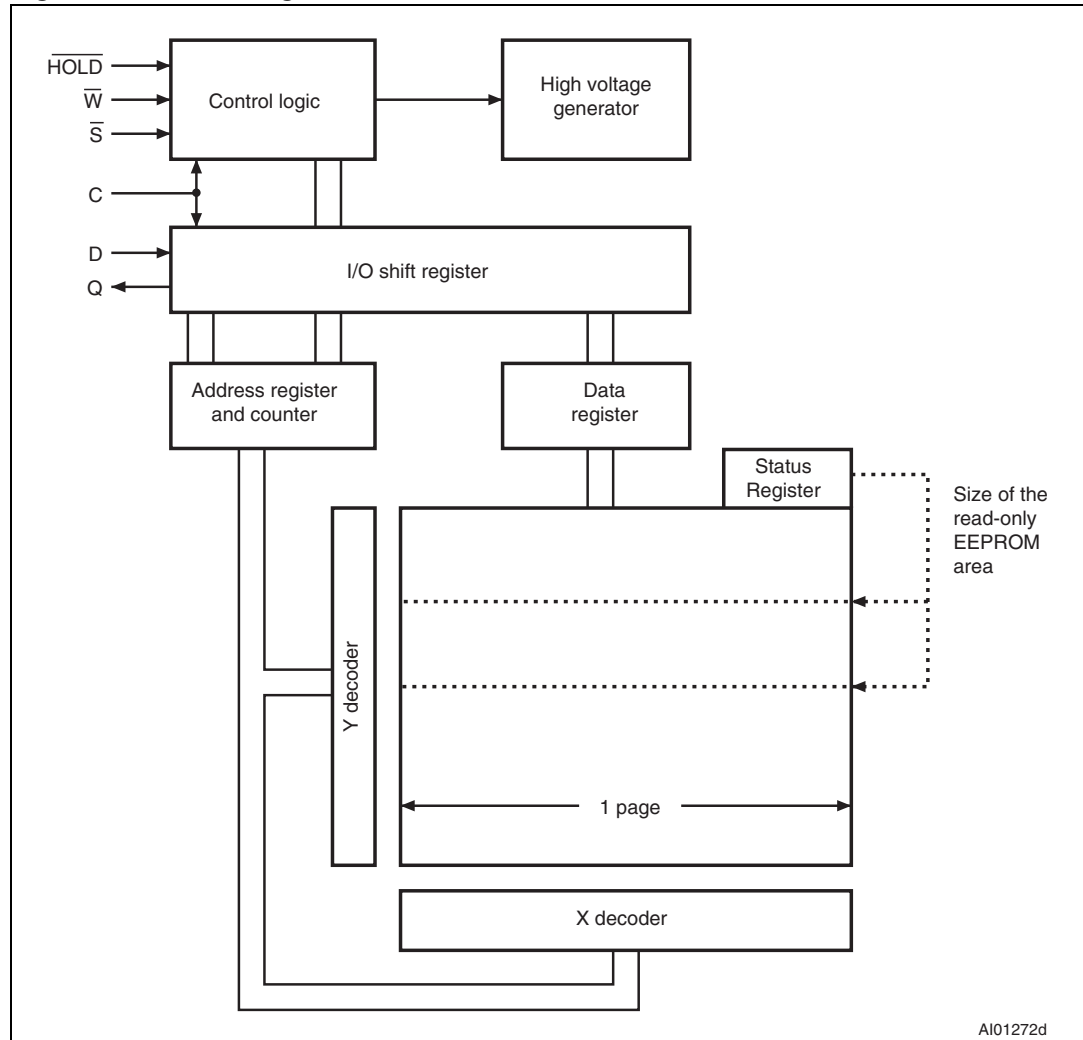 HOLD
W
S
C
D
Q
Control logic
High voltage
generator
I/O shift register
Address register
and counter
Data
register
Status
Register
Size of the
read-only
EEPROM
area
Y decoder
1 page
X decoder
AI01272d